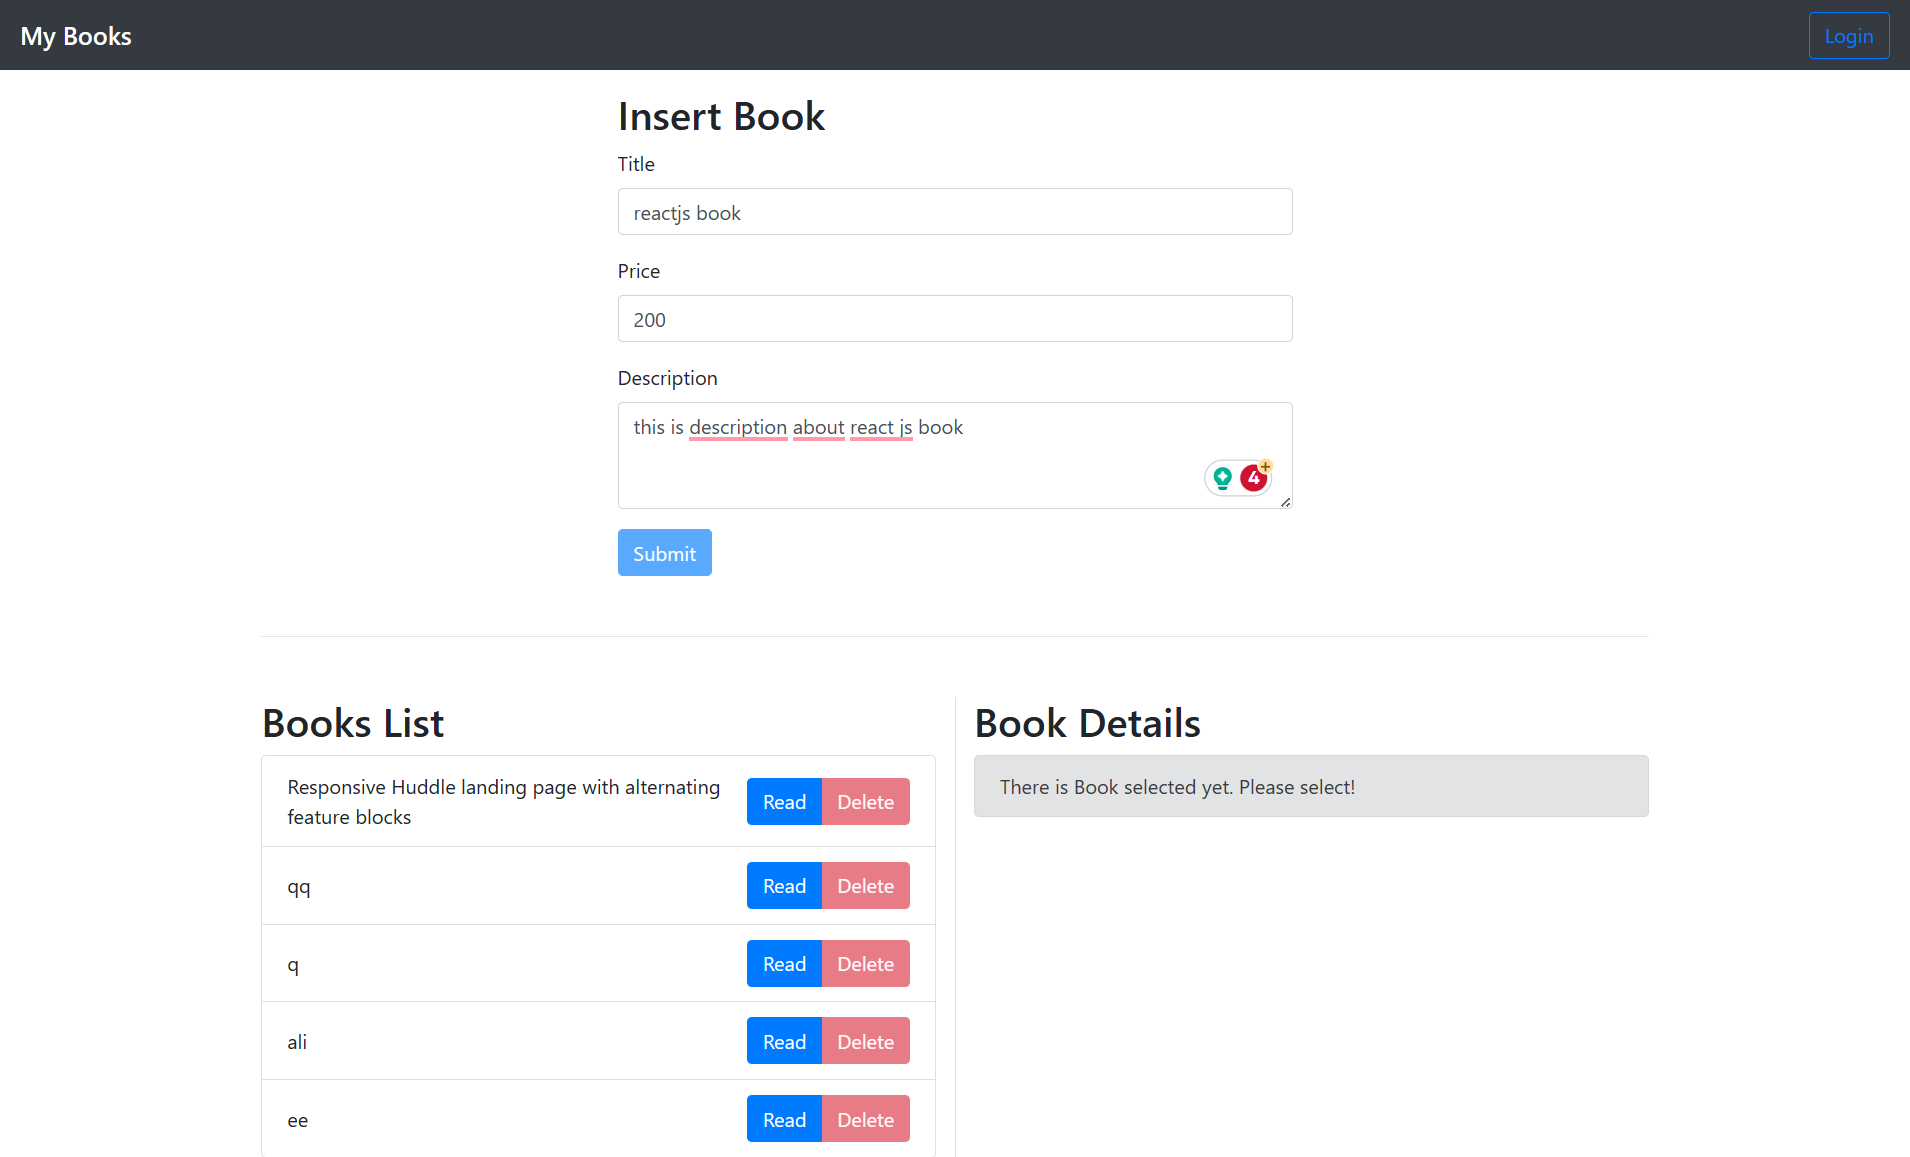 My Books
Login
Insert Book
Title
reactjs book
Price
200
Description
this is description about react js book
4
+
Submit
Books List
Responsive Huddle landing page with alternating
feature blocks
Read Delete
qq
Read Delete
q
Read Delete
ali
Read Delete
ee
Read Delete
Book Details
There is Book selected yet. Please select!